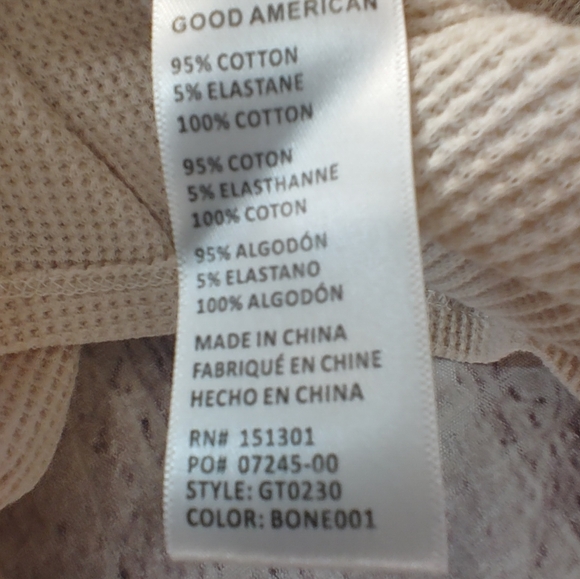 GOOD AMERICAN
95% COTTON
5% ELASTANE
100% COTTON
95% COTON
5% ELASTHANNE
100% COTON
95% ALGODÓN
5% ELASTANO
100% ALGODÓN
MADE IN CHINA
FABRIQUÉ EN CHINE
HECHO EN CHINA
RN# 151301
PO# 07245-00
STYLE: GT0230
COLOR: BONE001